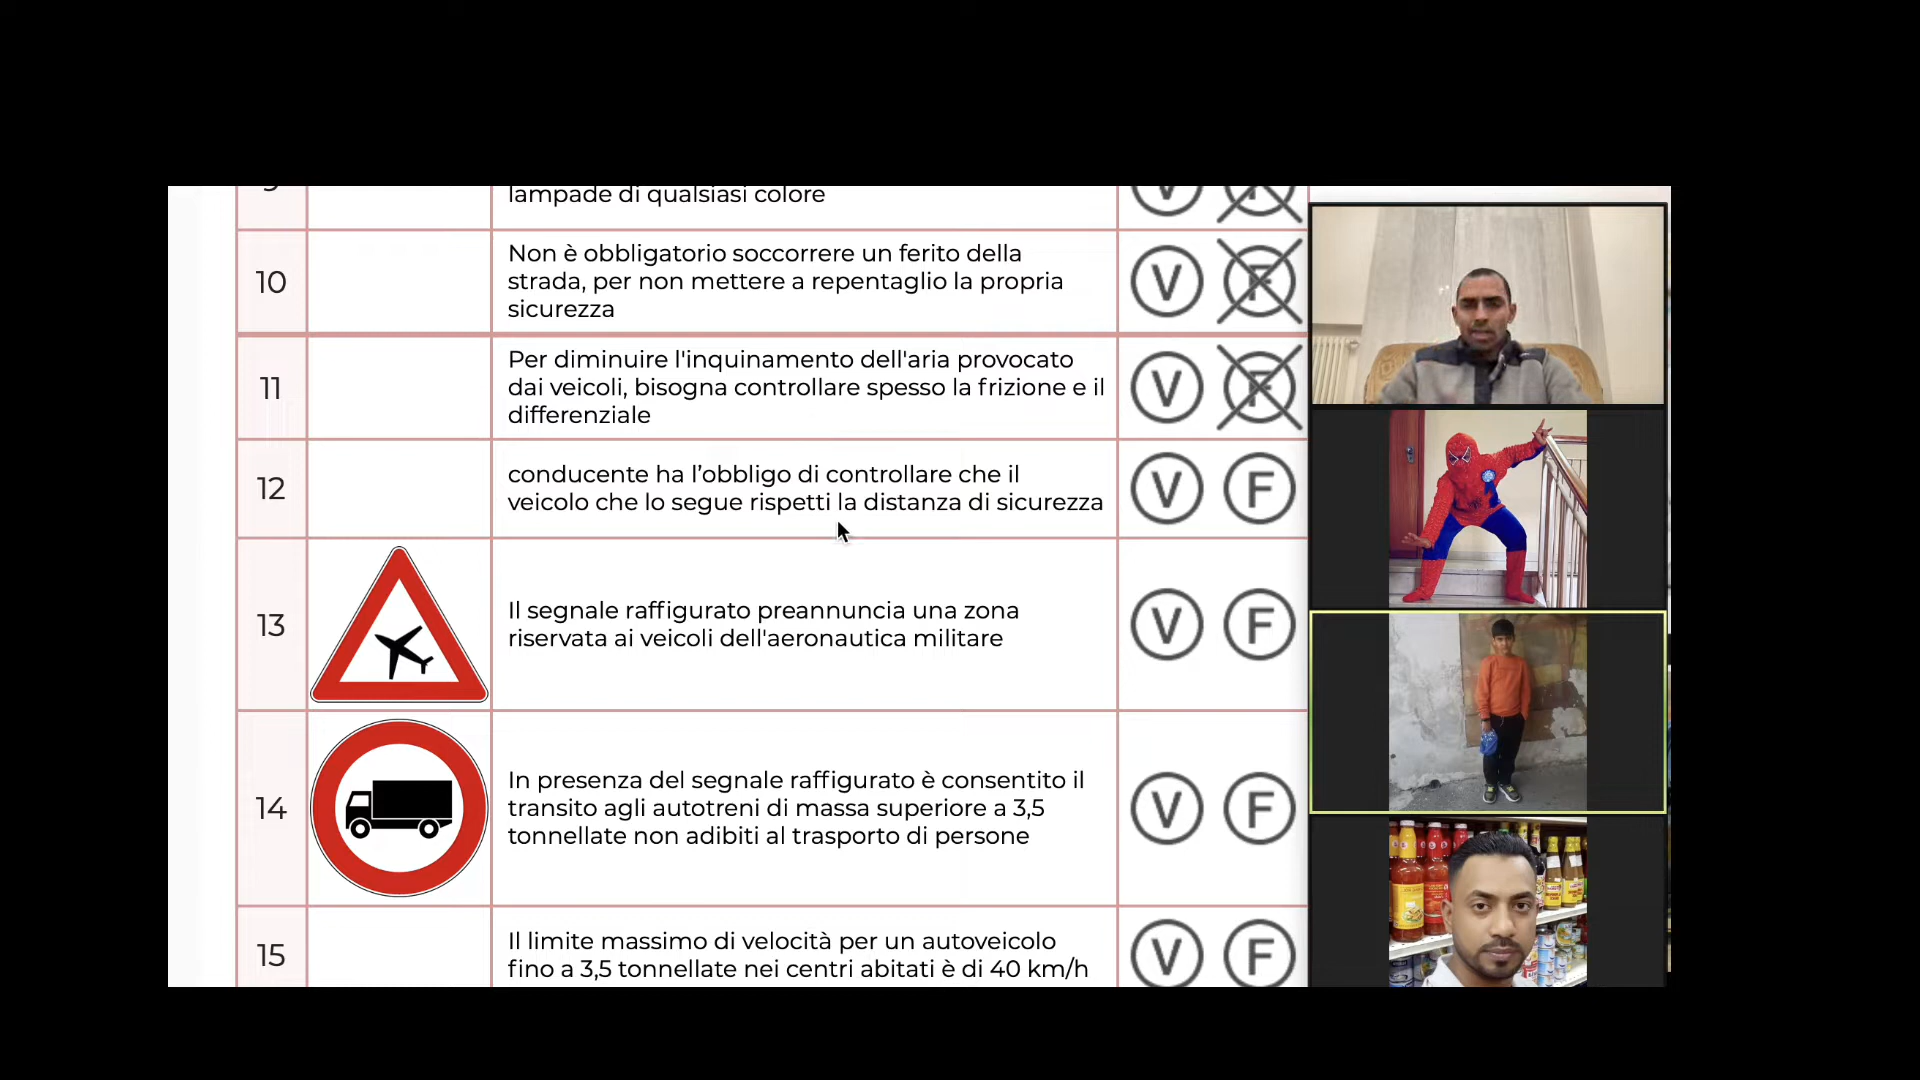 lampade di qualsiasi colore
V
10
Non è obbligatorio soccorrere un ferito della
strada, per non mettere a repentaglio la propria
sicurezza
V F
11
Per diminuire l'inquinamento dell'aria provocato
dai veicoli, bisogna controllare spesso la frizione e il
differenziale
V F
12
conducente ha l’obbligo di controllare che il
veicolo che lo segue rispetti la distanza di sicurezza
V F
13
Il segnale raffigurato preannuncia una zona
riservata ai veicoli dell'aeronautica militare
V F
14
In presenza del segnale raffigurato è consentito il
transito agli autotreni di massa superiore a 3,5
tonnellate non adibiti al trasporto di persone
V F
15
Il limite massimo di velocità per un autoveicolo
fino a 3,5 tonnellate nei centri abitati è di 40 km/h
V F